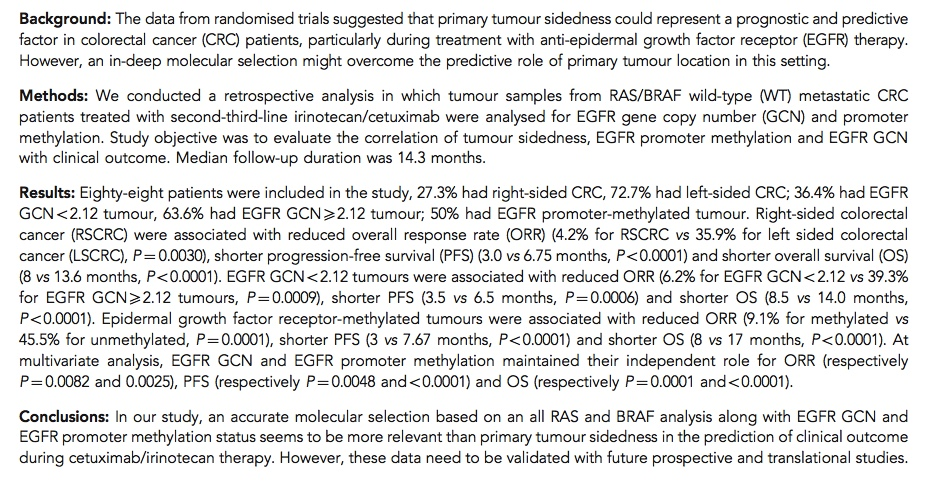 Background: The data from randomised trials suggested that primary tumour sidedness could represent a prognostic and predictive
factor in colorectal cancer (CRC) patients, particularly during treatment with anti-epidermal growth factor receptor (EGFR) therapy.
However, an in-deep molecular selection might overcome the predictive role of primary tumour location in this setting.
Methods: We conducted a retrospective analysis in which tumour samples from RAS/BRAF wild-type (WT) metastatic CRC
patients treated with second-third-line irinotecan/cetuximab were analysed for EGFR gene copy number (GCN) and promoter
methylation. Study objective was to evaluate the correlation of tumour sidedness, EGFR promoter methylation and EGFR GCN
with clinical outcome. Median follow-up duration was 14.3 months.
Results: Eighty-eight patients were included in the study, 27.3% had right-sided CRC, 72.7% had left-sided CRC; 36.4% had EGFR
GCN<2.12 tumour, 63.6% had EGFR GCN⩾2.12 tumour; 50% had EGFR promoter-methylated tumour. Right-sided colorectal
cancer (RSCRC) were associated with reduced overall response rate (ORR) (4.2% for RSCRC vs 35.9% for left sided colorectal
cancer (LSCRC), P=0.0030), shorter progression-free survival (PFS) (3.0 vs 6.75 months, P<0.0001) and shorter overall survival (OS)
(8 vs 13.6 months, P<0.0001). EGFR GCN<2.12 tumours were associated with reduced ORR (6.2% for EGFR GCN<2.12 vs 39.3%
for EGFR GCN⩾2.12 tumours, P=0.0009), shorter PFS (3.5 vs 6.5 months, P=0.0006) and shorter OS (8.5 vs 14.0 months,
P<0.0001). Epidermal growth factor receptor-methylated tumours were associated with reduced ORR (9.1% for methylated vs
45.5% for unmethylated, P=0.0001), shorter PFS (3 vs 7.67 months, P<0.0001) and shorter OS (8 vs 17 months, P<0.0001). At
multivariate analysis, EGFR GCN and EGFR promoter methylation maintained their independent role for ORR (respectively
P=0.0082 and 0.0025), PFS (respectively P=0.0048 and<0.0001) and OS (respectively P=0.0001 and<0.0001).
Conclusions: In our study, an accurate molecular selection based on an all RAS and BRAF analysis along with EGFR GCN and
EGFR promoter methylation status seems to be more relevant than primary tumour sidedness in the prediction of clinical outcome
during cetuximab/irinotecan therapy. However, these data need to be validated with future prospective and translational studies.